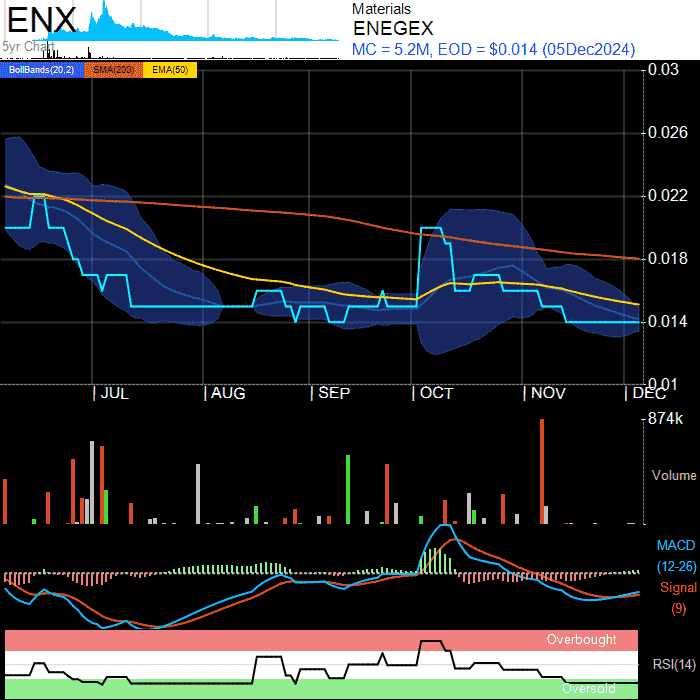 ENX
5yr Chart
Materials
ENEGEX
MC = 5.2M, EOD = $0.014 (05Dec2024)
BollBands(20,2) SMA(200) EMA(50)
0.03
0.026
0.022
0.018
0.014
0.01
JUL AUG SEP OCT NOV DEC
874k
Volume
MACD
(12-26)
Signal
(9)
Overbought
RSI(14)
Oversold